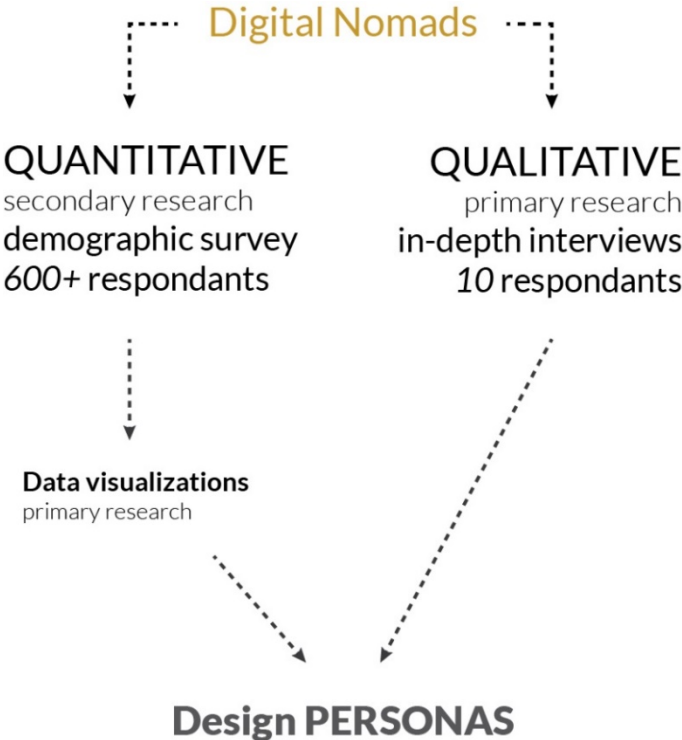 Digital Nomads
QUANTITATIVE
secondary research
demographic survey
600+ respondants
QUALITATIVE
primary research
in-depth interviews
10 respondants
Data visualizations
primary research
Design PERSONAS